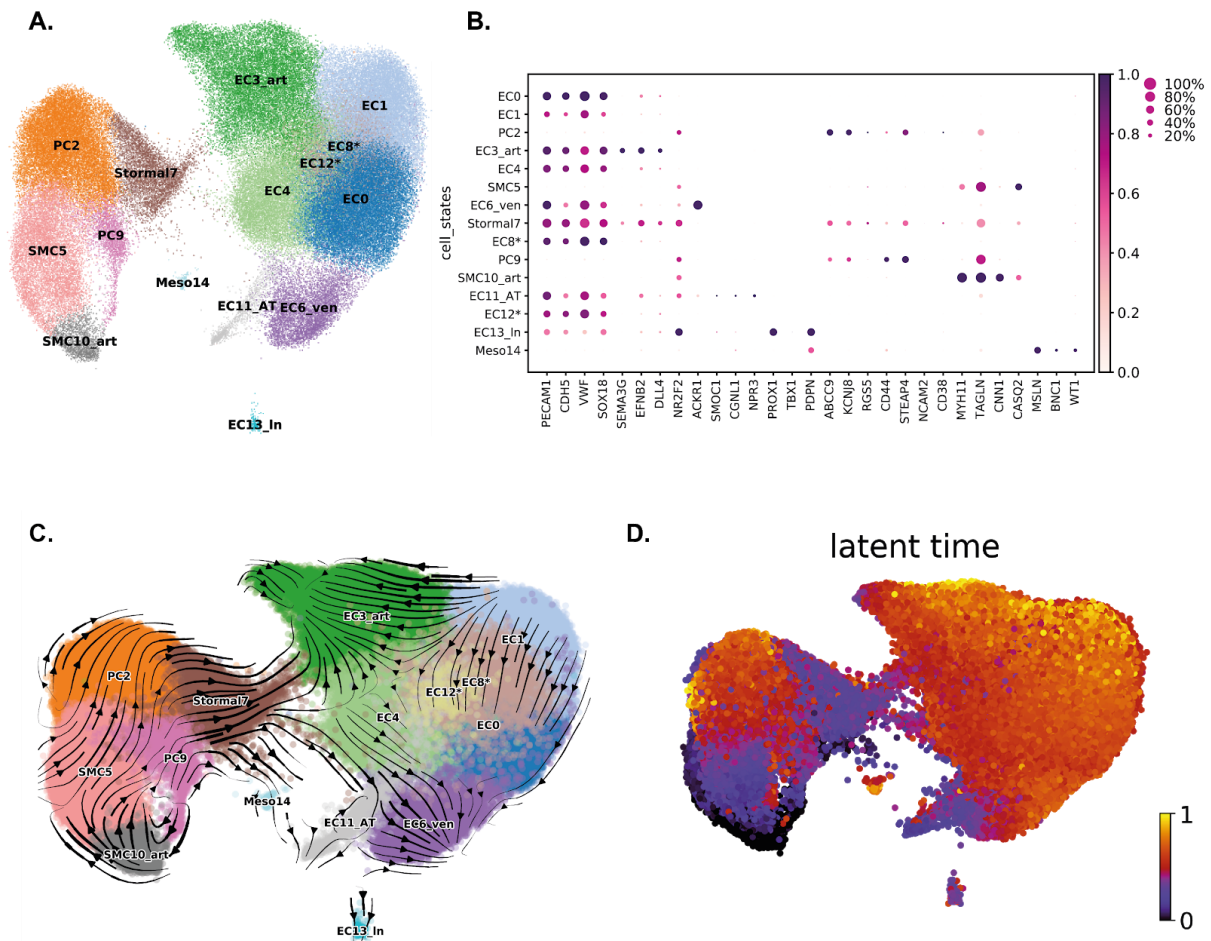 A.
EC3_art
EC1
PC2
EC8*
EC12*
Stormal7
EC4
EC0
PC9
SMC5
Meso14
EC11_AT
EC6_ven
SMC10_art
EC13_ln
B.
cell_states
EC0
EC1
PC2
EC3_art
EC4
SMC5
EC6_ven
Stormal7
EC8*
PC9
SMC10_art
EC11_AT
EC12*
EC13_ln
Meso14
PECAM1
CDH5
VWF
SOX18
SEMA3G
EFNB2
DLL4
NR2F2
ACKR1
SMOC1
CGNL1
NPR3
PROX1
TBX1
PDPN
ABCC9
KCNJ8
RGS5
CD44
STEAP4
NCAM2
CD38
MYH11
TAGLN
CNN1
CASQ2
MSLN
BNC1
WT1
1.0
0.8
0.6
0.4
0.2
0.0
100%
80%
60%
40%
20%
C.
EC3_art
EC1
PC2
EC8*
EC12*
Stormal7
EC4
EC0
PC9
SMC5
Meso14
EC11_AT
EC6_ven
SMC10_art
EC13_ln
D.
latent time
1
0